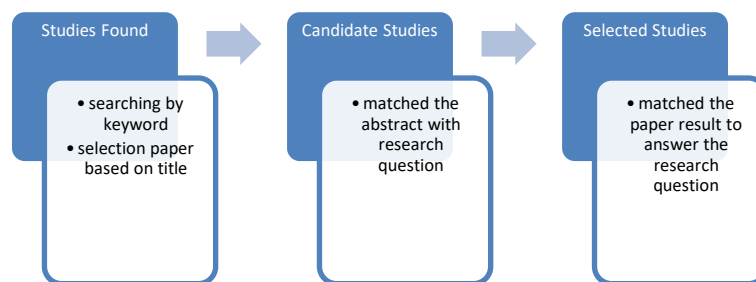 Studies Found
• searching by
keyword
• selection paper
based on title
Candidate Studies
• matched the
abstract with
research
question
Selected Studies
• matched the
paper result to
answer the
research
question